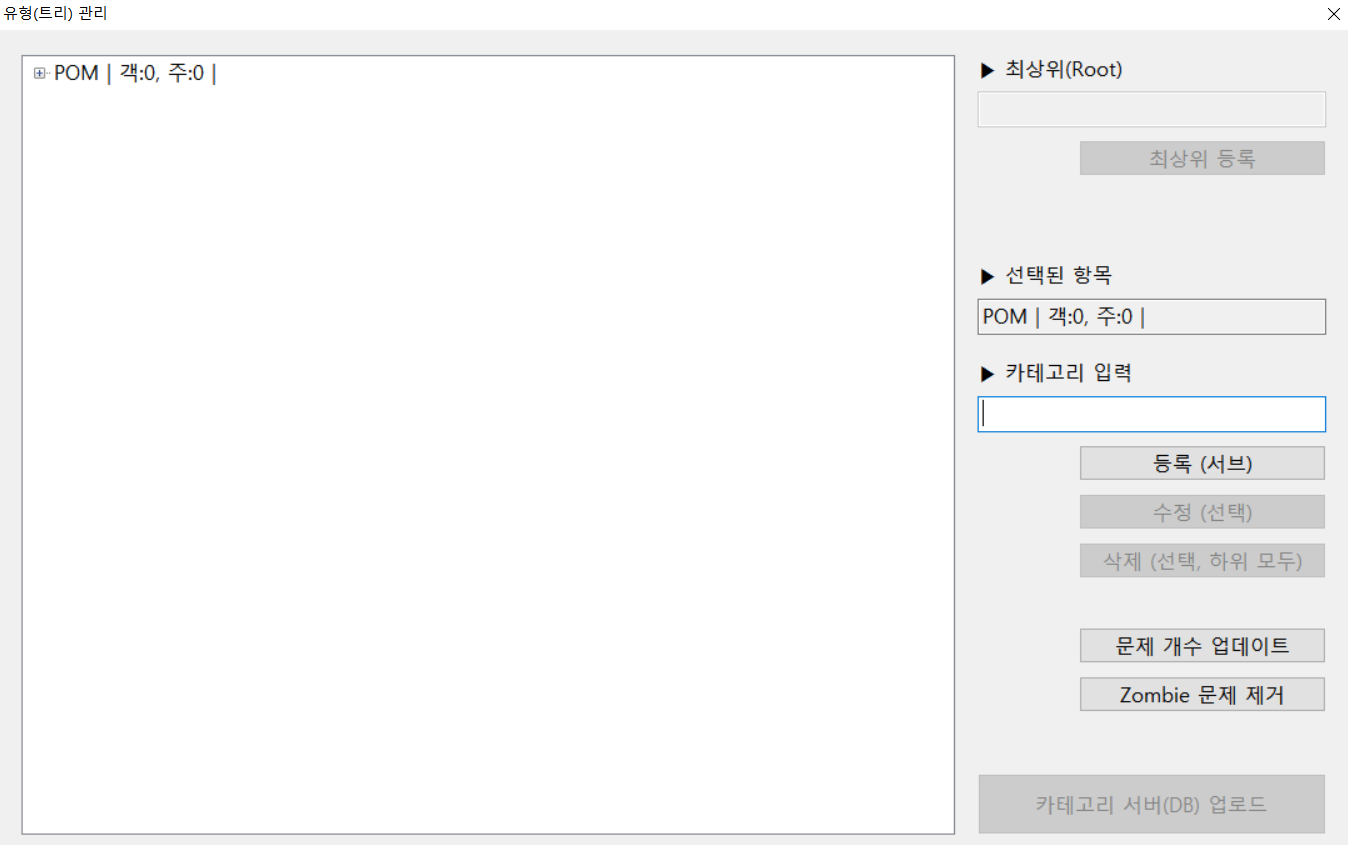 유형(트리) 관리
POM | 객:0, 주:0 |
▶ 최상위(Root)
최상위 등록
▶ 선택된 항목
POM | 객:0, 주:0 |
▶ 카테고리 입력
등록 (서브)
수정 (선택)
삭제 (선택, 하위 모두)
문제 개수 업데이트
Zombie 문제 제거
카테고리 서버(DB) 업로드